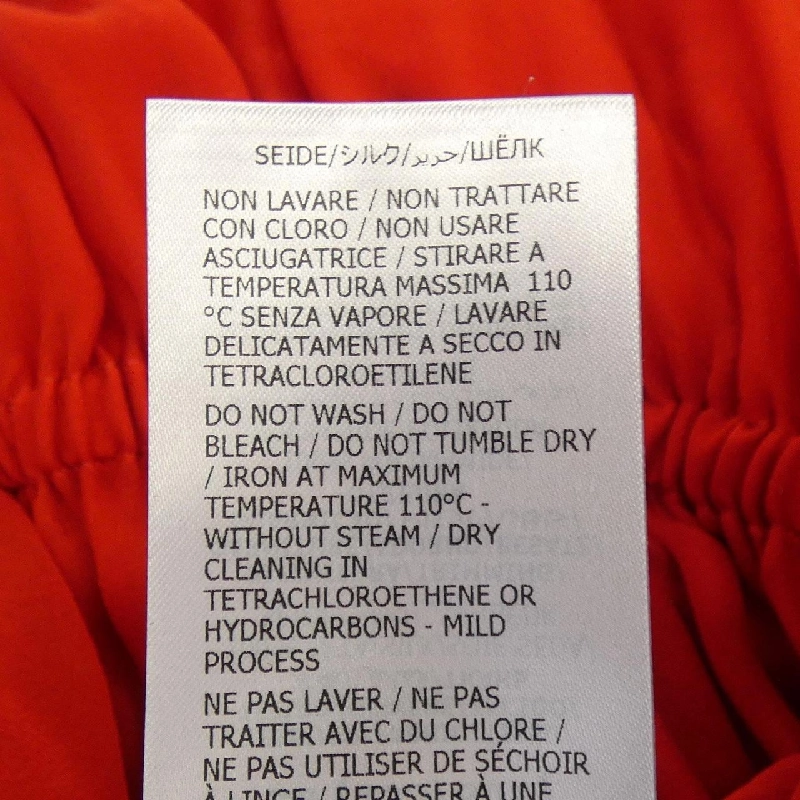 SEIDE/シルク/حرير/ШЁЛК
NON LAVARE / NON TRATTARE
CON CLORO / NON USARE
ASCIUGATRICE / STIRARE A
TEMPERATURA MASSIMA 110
°C SENZA VAPORE / LAVARE
DELICATAMENTE A SECCO IN
TETRACLOROETILENE
DO NOT WASH / DO NOT
BLEACH / DO NOT TUMBLE DRY
/ IRON AT MAXIMUM
TEMPERATURE 110°C -
WITHOUT STEAM / DRY
CLEANING IN
TETRACHLOROETHENE OR
HYDROCARBONS - MILD
PROCESS
NE PAS LAVER / NE PAS
TRAITER AVEC DU CHLORE /
NE PAS UTILISER DE SÉCHOIR
À LINGE / REPASSER À UNE